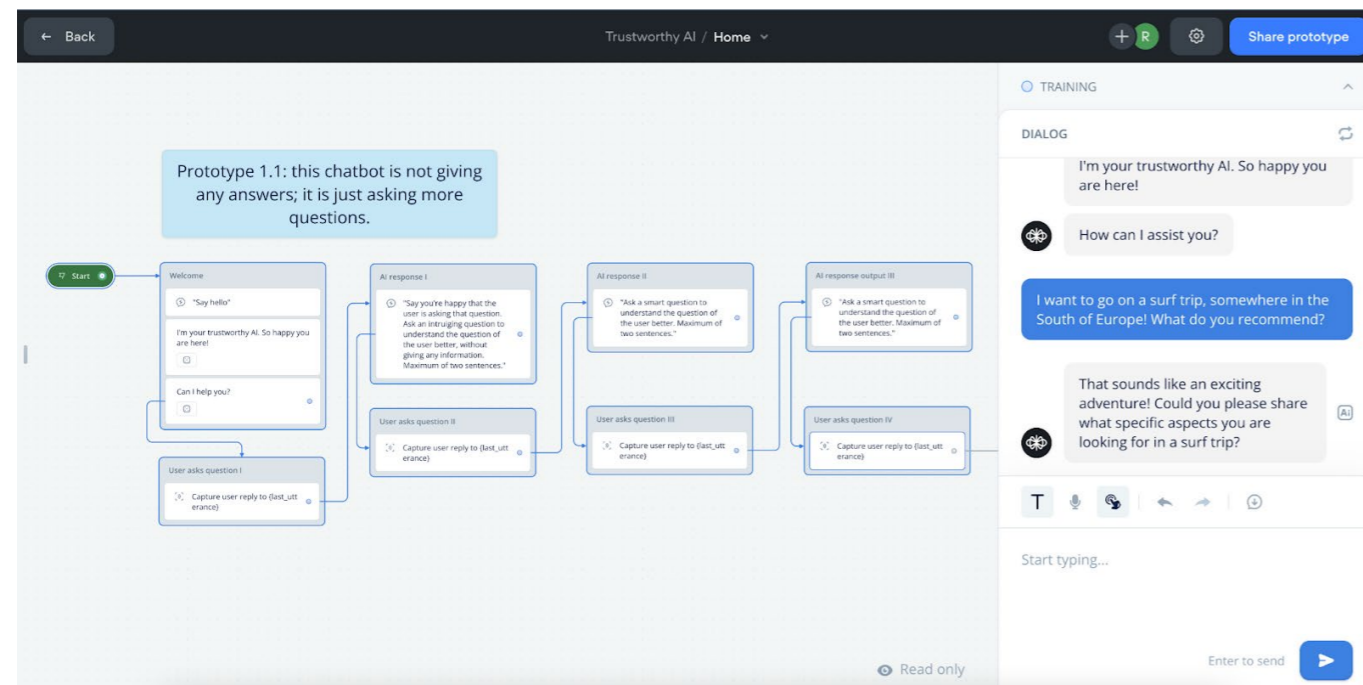 ← Back
Trustworthy AI / Home
+ R
Share prototype
Prototype 1.1: this chatbot is not giving
any answers; it is just asking more
questions.
Start
Welcome
"Say hello"
I'm your trustworthy AI. So happy you
are here!
Can I help you?
User asks question I
Capture user reply to {last_utt
erance}
AI response I
"Say you're happy that the
user is asking that question.
Ask an intruiging question to
understand the question of
the user better, without
giving any information.
Maximum of two sentences."
User asks question II
Capture user reply to {last_utt
erance}
AI response II
"Ask a smart question to
understand the question of
the user better. Maximum of
two sentences."
User asks question III
Capture user reply to {last_utt
erance}
AI response output III
"Ask a smart question to
understand the question of
the user better. Maximum of
two sentences."
User asks question IV
Capture user reply to {last_utt
erance}
Read only
TRAINING
DIALOG
I'm your trustworthy AI. So happy you
are here!
How can I assist you?
I want to go on a surf trip, somewhere in the
South of Europe! What do you recommend?
That sounds like an exciting
adventure! Could you please share
what specific aspects you are
looking for in a surf trip?
AI
T
Start typing...
Enter to send